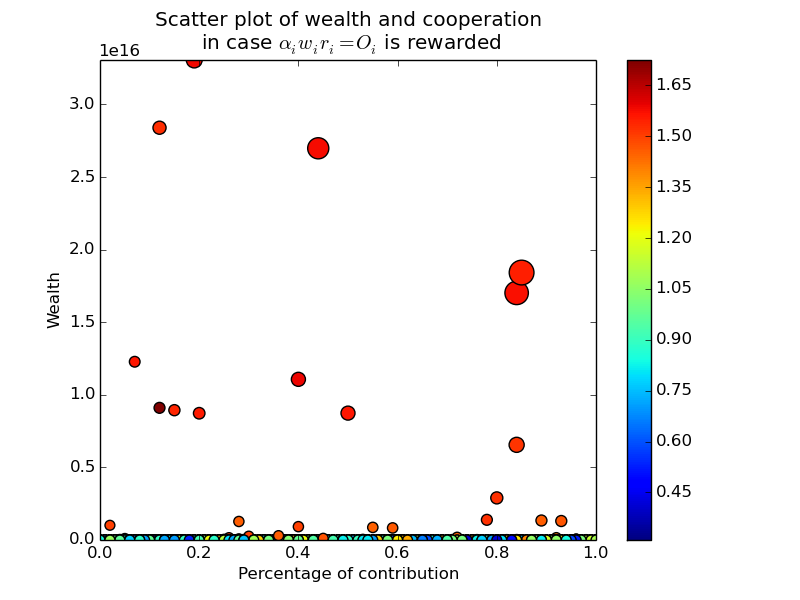 Scatter plot of wealth and cooperation
in case αᵢwᵢrᵢ=Oᵢ is rewarded
1e16
3.0
2.5
2.0
1.5
1.0
0.5
0.0
Wealth
0.0 0.2 0.4 0.6 0.8 1.0
Percentage of contribution
1.65
1.50
1.35
1.20
1.05
0.90
0.75
0.60
0.45